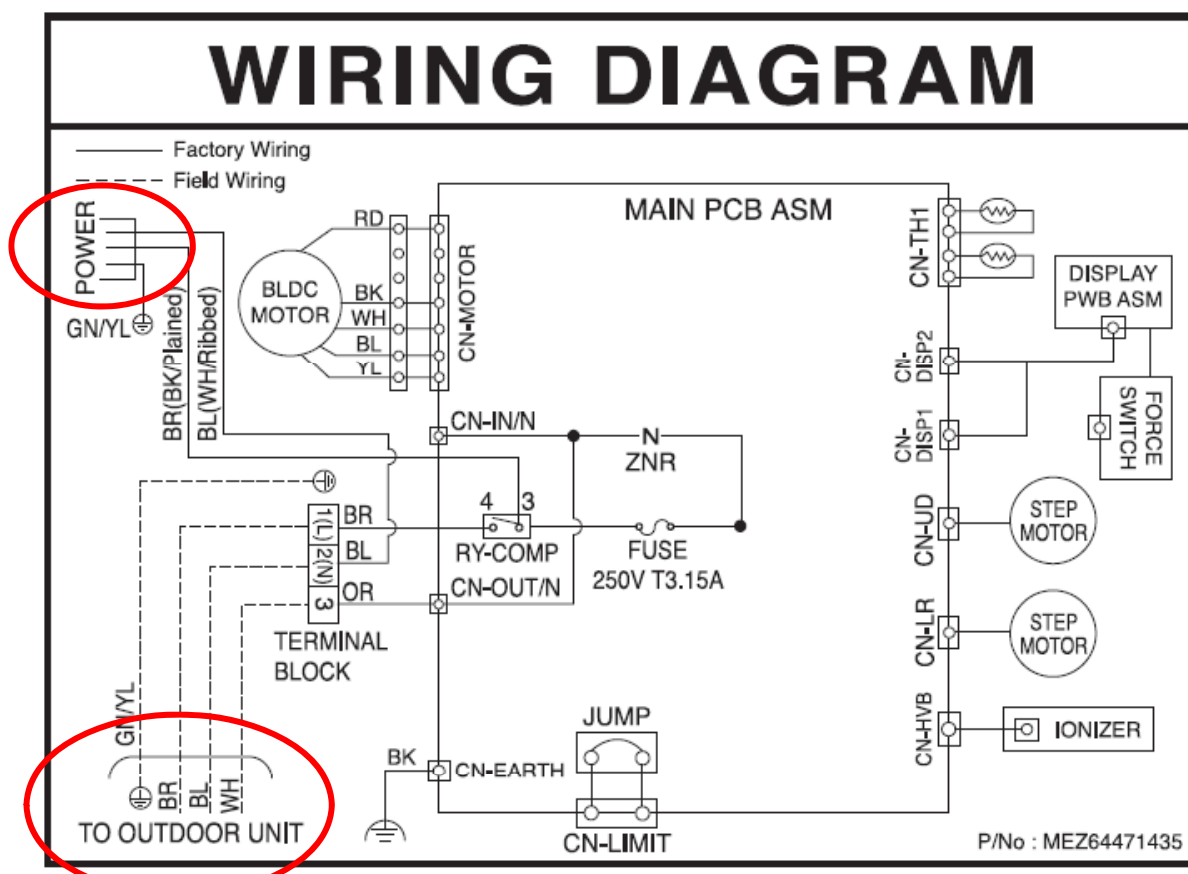 WIRING DIAGRAM
Factory Wiring
Field Wiring
POWER
GN/YL
BR(BK/Plained)
BL(WH/Ribbed)
RD
BLDC
MOTOR
BK
WH
BL
YL
CN-MOTOR
MAIN PCB ASM
CN-TH1
DISPLAY
PWB ASM
CN-
DISP2
CN-
DISP1
FORCE
SWITCH
CN-IN/N
N
ZNR
4 3
RY-COMP
FUSE
250V T3.15A
CN-OUT/N
1(L)
2(N)
3
BR
BL
OR
TERMINAL
BLOCK
CN-UD
STEP
MOTOR
CN-LR
STEP
MOTOR
CN-HVB
IONIZER
GN/YL
BR
BL
WH
TO OUTDOOR UNIT
BK
CN-EARTH
JUMP
CN-LIMIT
P/No : MEZ64471435